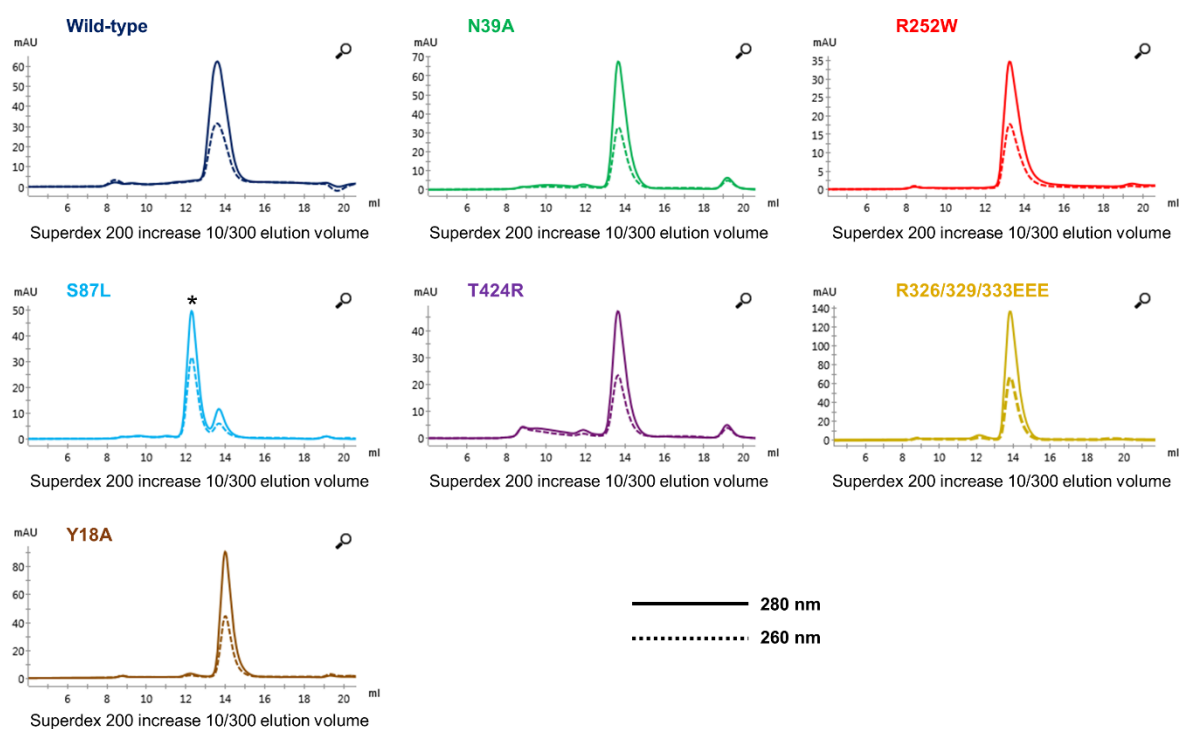 Wild-type
mAU
60
50
40
30
20
10
0
6 8 10 12 14 16 18 20 ml
Superdex 200 increase 10/300 elution volume
N39A
mAU
70
60
50
40
30
20
10
0
6 8 10 12 14 16 18 20 ml
Superdex 200 increase 10/300 elution volume
R252W
mAU
35
30
25
20
15
10
5
0
6 8 10 12 14 16 18 20 ml
Superdex 200 increase 10/300 elution volume
S87L
*
mAU
50
40
30
20
10
0
6 8 10 12 14 16 18 20 ml
Superdex 200 increase 10/300 elution volume
T424R
mAU
40
30
20
10
0
6 8 10 12 14 16 18 20 ml
Superdex 200 increase 10/300 elution volume
R326/329/333EEE
mAU
140
120
100
80
60
40
20
0
4 6 8 10 12 14 16 18 20 ml
Superdex 200 increase 10/300 elution volume
Y18A
mAU
80
60
40
20
0
6 8 10 12 14 16 18 20 ml
Superdex 200 increase 10/300 elution volume
280 nm
260 nm